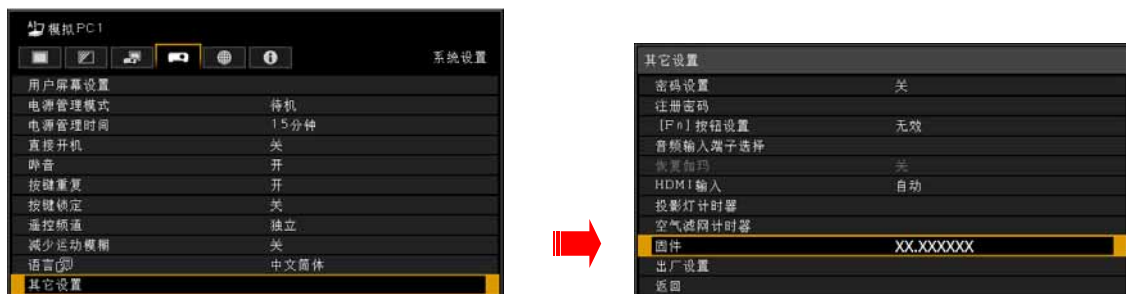 模拟PC1
系统设置
用户屏幕设置
电源管理模式 待机
电源管理时间 15分钟
直接开机 关
哔音 开
按键重复 开
按键锁定 关
遥控频道 独立
减少运动模糊 关
语言 中文简体
其它设置
其它设置
密码设置 关
注册密码
[Fn]按钮设置 无效
音频输入端子选择
恢复伽玛 关
HDMI输入 自动
投影灯计时器
空气滤网计时器
固件 XX.XXXXXX
出厂设置
返回